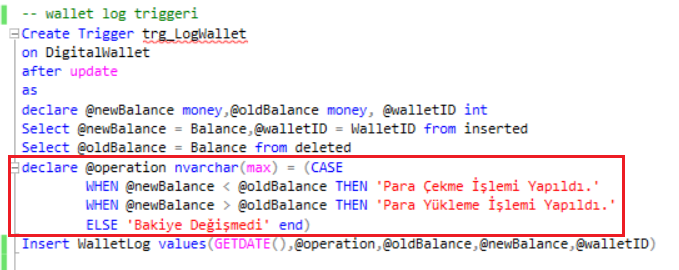 -- wallet log triggeri
Create Trigger trg_LogWallet
on DigitalWallet
after update
as
declare @newBalance money,@oldBalance money, @walletID int
Select @newBalance = Balance,@walletID = WalletID from inserted
Select @oldBalance = Balance from deleted
declare @operation nvarchar(max) = (CASE
WHEN @newBalance < @oldBalance THEN 'Para Çekme İşlemi Yapıldı.'
WHEN @newBalance > @oldBalance THEN 'Para Yükleme İşlemi Yapıldı.'
ELSE 'Bakiye Değişmedi' end)
Insert WalletLog values(GETDATE(),@operation,@oldBalance,@newBalance,@walletID)